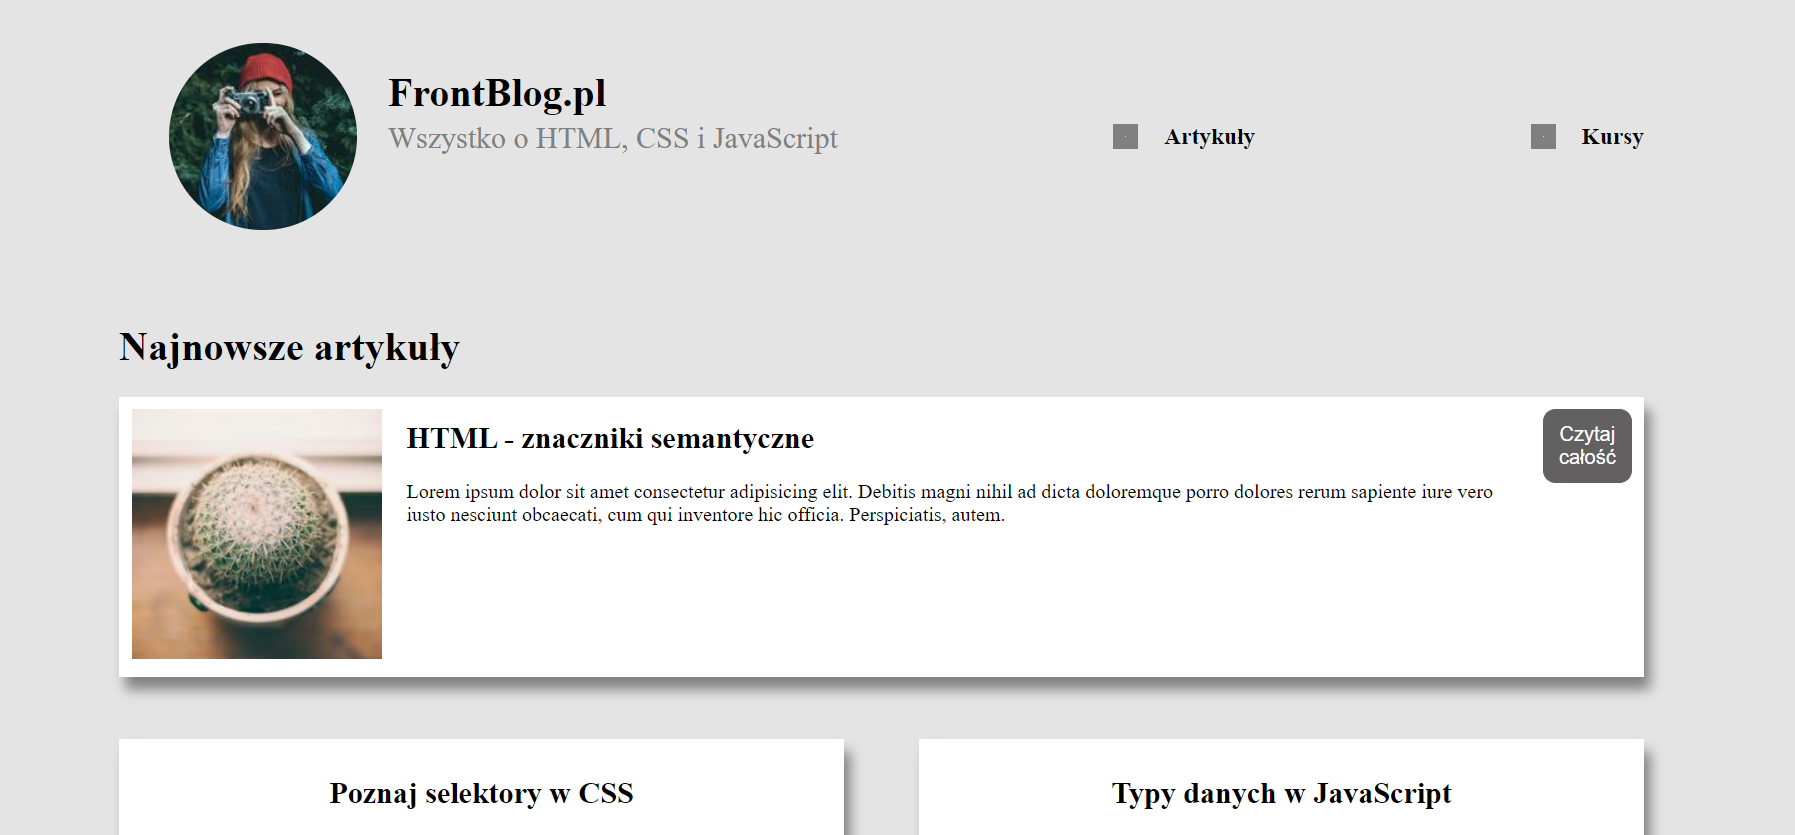 FrontBlog.pl
Wszystko o HTML, CSS i JavaScript
Artykuły
Kursy
Najnowsze artykuły
HTML - znaczniki semantyczne
Lorem ipsum dolor sit amet consectetur adipisicing elit. Debitis magni nihil ad dicta doloremque porro dolores rerum sapiente iure vero
iusto nesciunt obcaecati, cum qui inventore hic officia. Perspiciatis, autem.
Czytaj
całość
Poznaj selektory w CSS
Typy danych w JavaScript